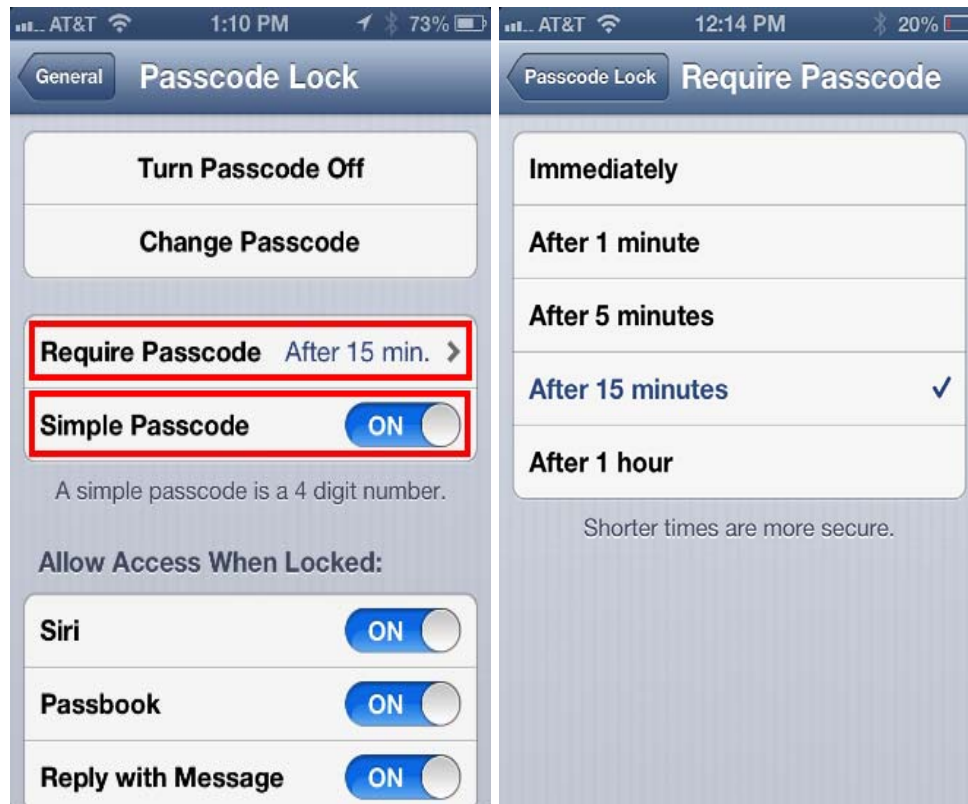 AT&T 1:10 PM 73%
General Passcode Lock
Turn Passcode Off
Change Passcode
Require Passcode After 15 min.
Simple Passcode ON
A simple passcode is a 4 digit number.
Allow Access When Locked:
Siri ON
Passbook ON
Reply with Message ON
AT&T 12:14 PM 20%
Passcode Lock Require Passcode
Immediately
After 1 minute
After 5 minutes
After 15 minutes
After 1 hour
Shorter times are more secure.